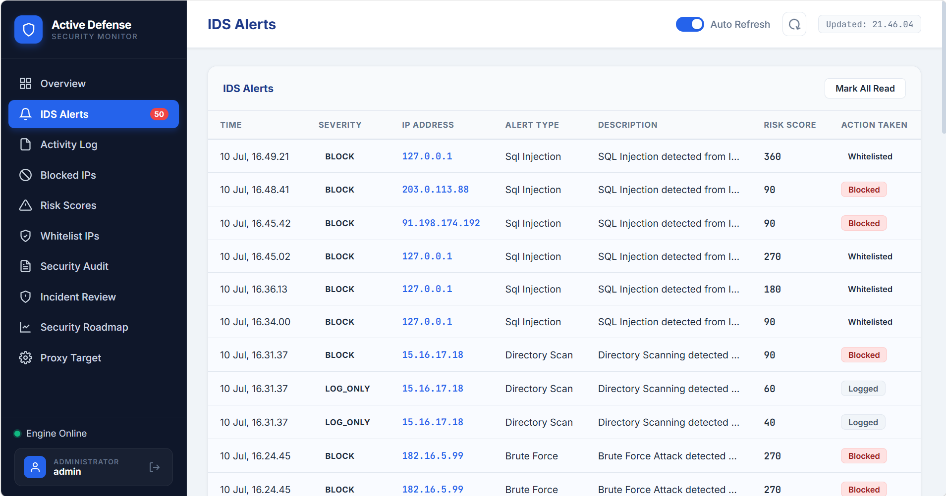 Active Defense
SECURITY MONITOR
Overview
IDS Alerts 50
Activity Log
Blocked IPs
Risk Scores
Whitelist IPs
Security Audit
Incident Review
Security Roadmap
Proxy Target
Engine Online
ADMINISTRATOR
admin
IDS Alerts
Auto Refresh
Updated: 21.46.04
IDS Alerts
Mark All Read
TIME SEVERITY IP ADDRESS ALERT TYPE DESCRIPTION RISK SCORE ACTION TAKEN
10 Jul, 16.49.21 BLOCK 127.0.0.1 Sql Injection SQL Injection detected from I... 360 Whitelisted
10 Jul, 16.48.41 BLOCK 203.0.113.88 Sql Injection SQL Injection detected from I... 90 Blocked
10 Jul, 16.45.42 BLOCK 91.198.174.192 Sql Injection SQL Injection detected from I... 90 Blocked
10 Jul, 16.45.02 BLOCK 127.0.0.1 Sql Injection SQL Injection detected from I... 270 Whitelisted
10 Jul, 16.36.13 BLOCK 127.0.0.1 Sql Injection SQL Injection detected from I... 180 Whitelisted
10 Jul, 16.34.00 BLOCK 127.0.0.1 Sql Injection SQL Injection detected from I... 90 Whitelisted
10 Jul, 16.31.37 BLOCK 15.16.17.18 Directory Scan Directory Scanning detected ... 90 Blocked
10 Jul, 16.31.37 LOG_ONLY 15.16.17.18 Directory Scan Directory Scanning detected ... 60 Logged
10 Jul, 16.31.37 LOG_ONLY 15.16.17.18 Directory Scan Directory Scanning detected ... 40 Logged
10 Jul, 16.24.45 BLOCK 182.16.5.99 Brute Force Brute Force Attack detected ... 270 Blocked
10 Jul, 16.24.45 BLOCK 182.16.5.99 Brute Force Brute Force Attack detected ... 270 Blocked